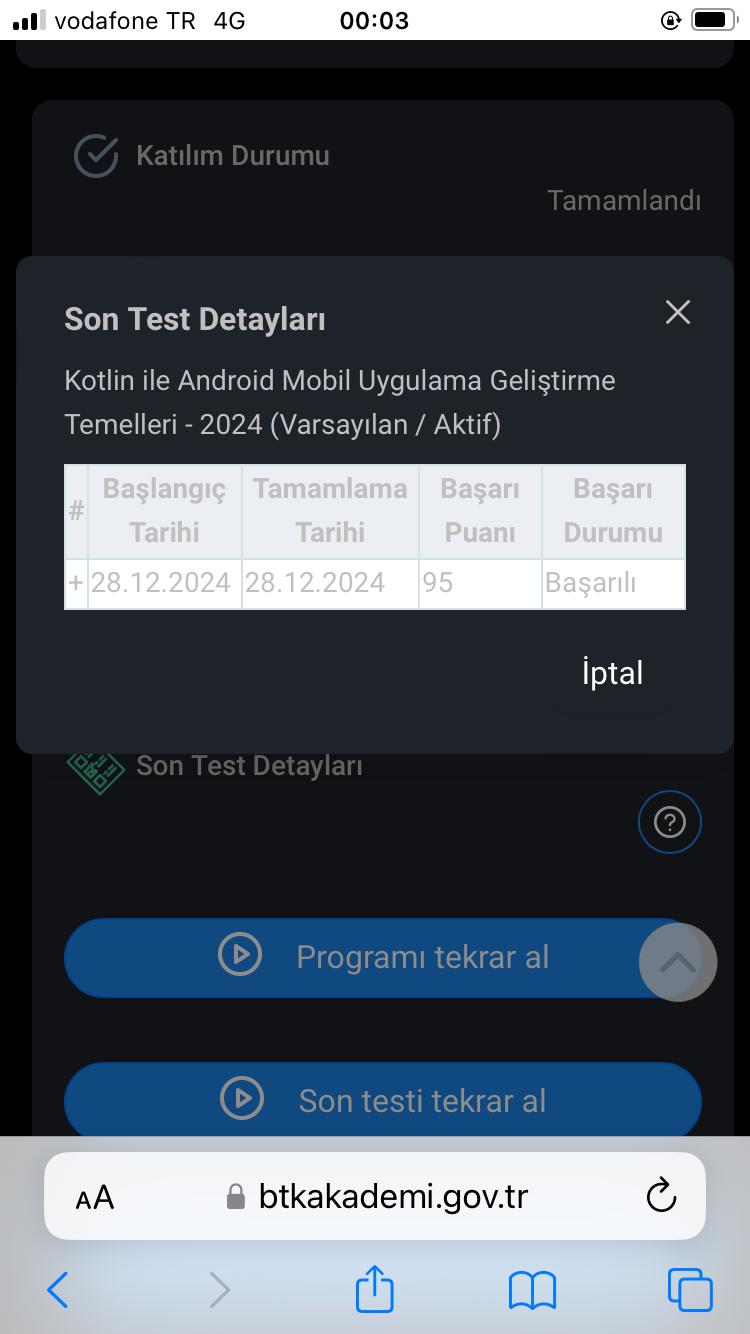 vodafone TR 4G 00:03
Katılım Durumu
Tamamlandı
Son Test Detayları
Kotlin ile Android Mobil Uygulama Geliştirme
Temelleri - 2024 (Varsayılan / Aktif)
# Başlangıç Tarihi Tamamlama Tarihi Başarı Puanı Başarı Durumu
+ 28.12.2024 28.12.2024 95 Başarılı
İptal
Son Test Detayları
?
Programı tekrar al
Son testi tekrar al
AA btkakademi.gov.tr